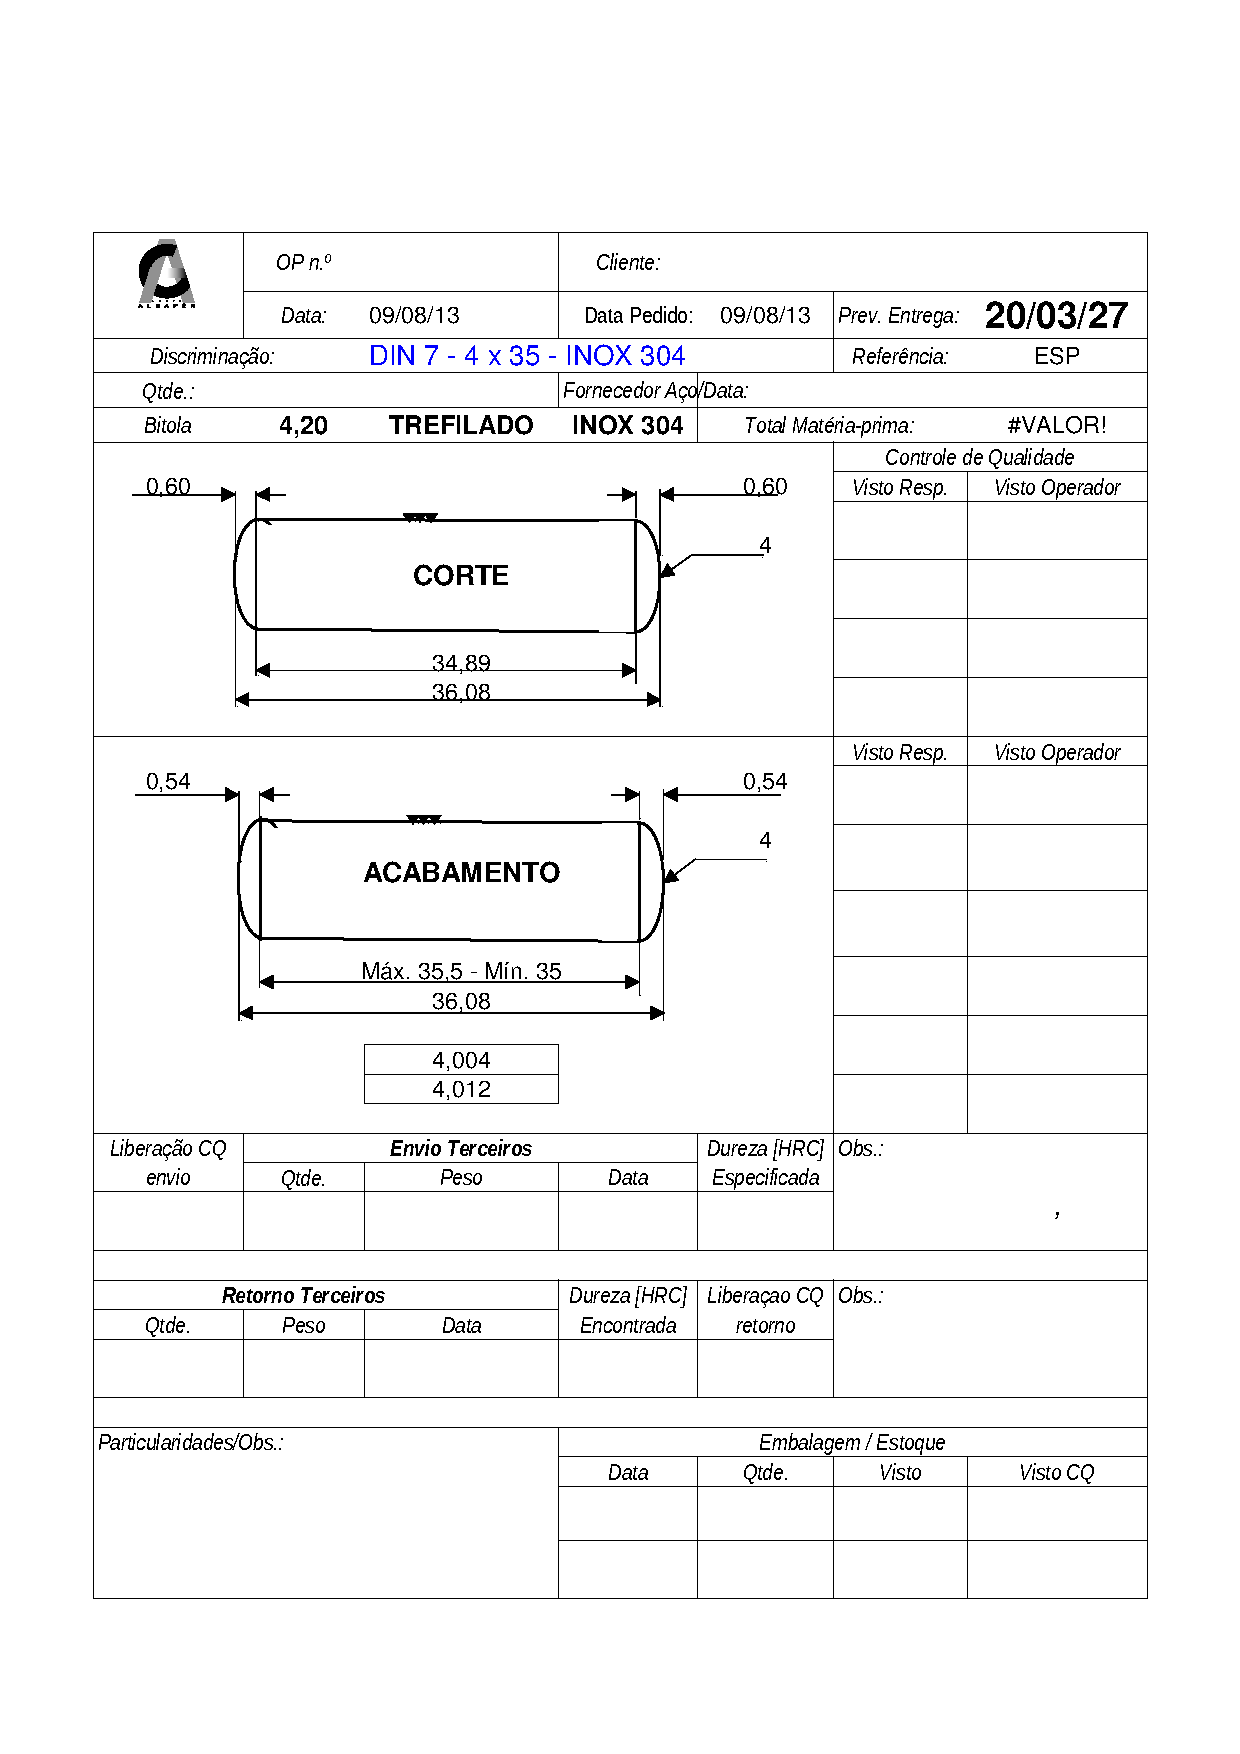 ALBAFER
OP n.º Cliente:
Data: 09/08/13 Data Pedido: 09/08/13 Prev. Entrega: 20/03/27
Discriminação: DIN 7 - 4 x 35 - INOX 304 Referência: ESP
Qtde.: Fornecedor Aço/Data:
Bitola 4,20 TREFILADO INOX 304 Total Matéria-prima: #VALOR!
Controle de Qualidade
0,60 0,60 Visto Resp. Visto Operador
4
CORTE
34,89
36,08
Visto Resp. Visto Operador
0,54 0,54
4
ACABAMENTO
Máx. 35,5 - Mín. 35
36,08
4,004
4,012
Liberação CQ Envio Terceiros Dureza [HRC] Obs.:
envio Qtde. Peso Data Especificada
,
Retorno Terceiros Dureza [HRC] Liberaçao CQ Obs.:
Qtde. Peso Data Encontrada retorno
Particularidades/Obs.: Embalagem / Estoque
Data Qtde. Visto Visto CQ